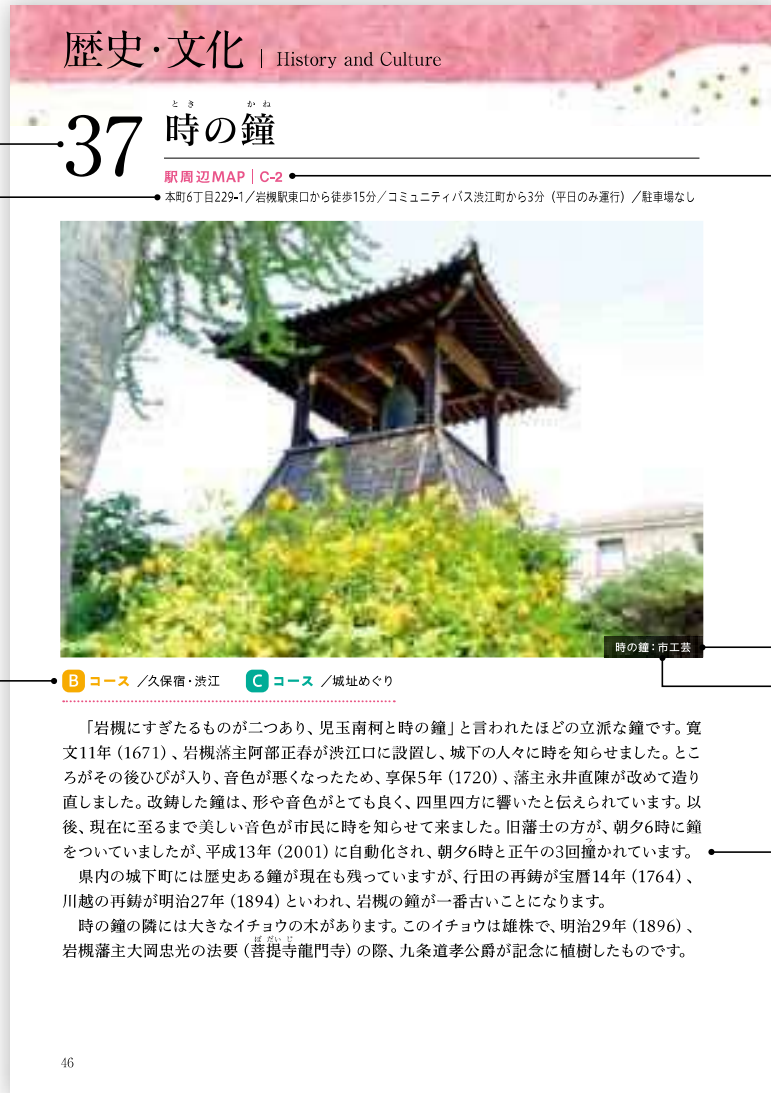 歴史・文化 | History and Culture
37
とき かね
時の鐘
駅周辺MAP | C-2
本町6丁目229-1／岩槻駅東口から徒歩15分／コミュニティバス渋江町から3分（平日のみ運行）／駐車場なし
時の鐘：市工芸
B コース ／久保宿・渋江 C コース ／城址めぐり
「岩槻にすぎたるものが二つあり、児玉南柯と時の鐘」と言われたほどの立派な鐘です。寛
文11年（1671）、岩槻藩主阿部正春が渋江口に設置し、城下の人々に時を知らせました。とこ
ろがその後ひびが入り、音色が悪くなったため、享保5年（1720）、藩主永井直陳が改めて造り
直しました。改鋳した鐘は、形や音色がとても良く、四里四方に響いたと伝えられています。以
後、現在に至るまで美しい音色が市民に時を知らせて来ました。旧藩士の方が、朝夕6時に鐘
つ
をついていましたが、平成13年（2001）に自動化され、朝夕6時と正午の3回撞かれています。
県内の城下町には歴史ある鐘が現在も残っていますが、行田の再鋳が宝暦14年（1764）、
川越の再鋳が明治27年（1894）といわれ、岩槻の鐘が一番古いことになります。
時の鐘の隣には大きなイチョウの木があります。このイチョウは雄株で、明治29年（1896）、
ぼだいじ
岩槻藩主大岡忠光の法要（菩提寺龍門寺）の際、九条道孝公爵が記念に植樹したものです。
46